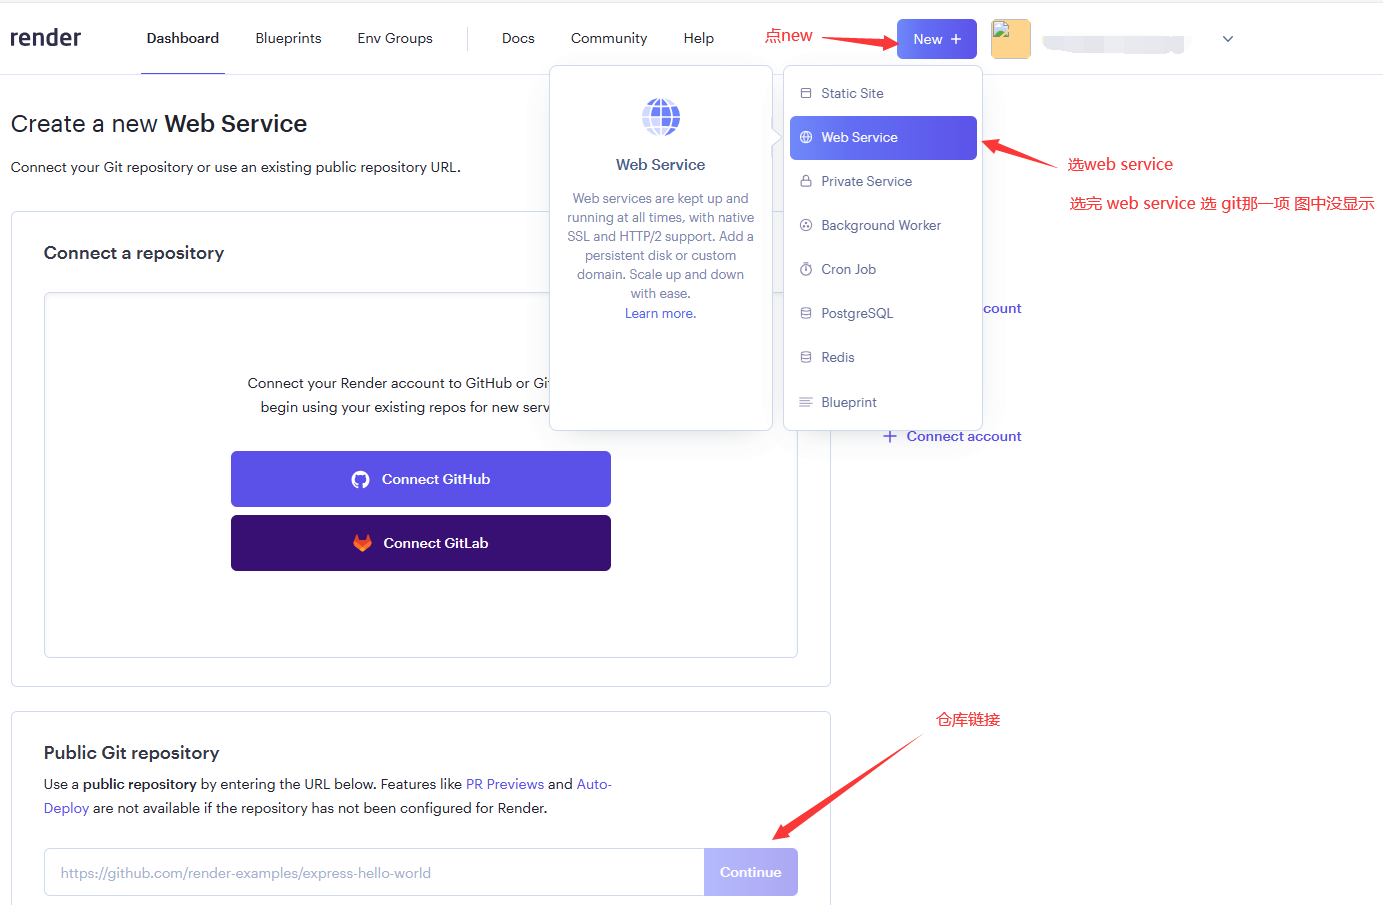 render
Dashboard
Blueprints
Env Groups
Docs
Community
Help
点new
New +
Create a new Web Service
Connect your Git repository or use an existing public repository URL.
Web Service
Web services are kept up and
running at all times, with native
SSL and HTTP/2 support. Add a
persistent disk or custom
domain. Scale up and down
with ease.
Learn more.
Static Site
Web Service
Private Service
Background Worker
Cron Job
PostgreSQL
Redis
Blueprint
选web service
选完 web service 选 git那一项 图中没显示
Connect a repository
count
Connect your Render account to GitHub or Gi
begin using your existing repos for new serv
+ Connect account
Connect GitHub
Connect GitLab
仓库链接
Public Git repository
Use a public repository by entering the URL below. Features like PR Previews and Auto-
Deploy are not available if the repository has not been configured for Render.
https://github.com/render-examples/express-hello-world
Continue